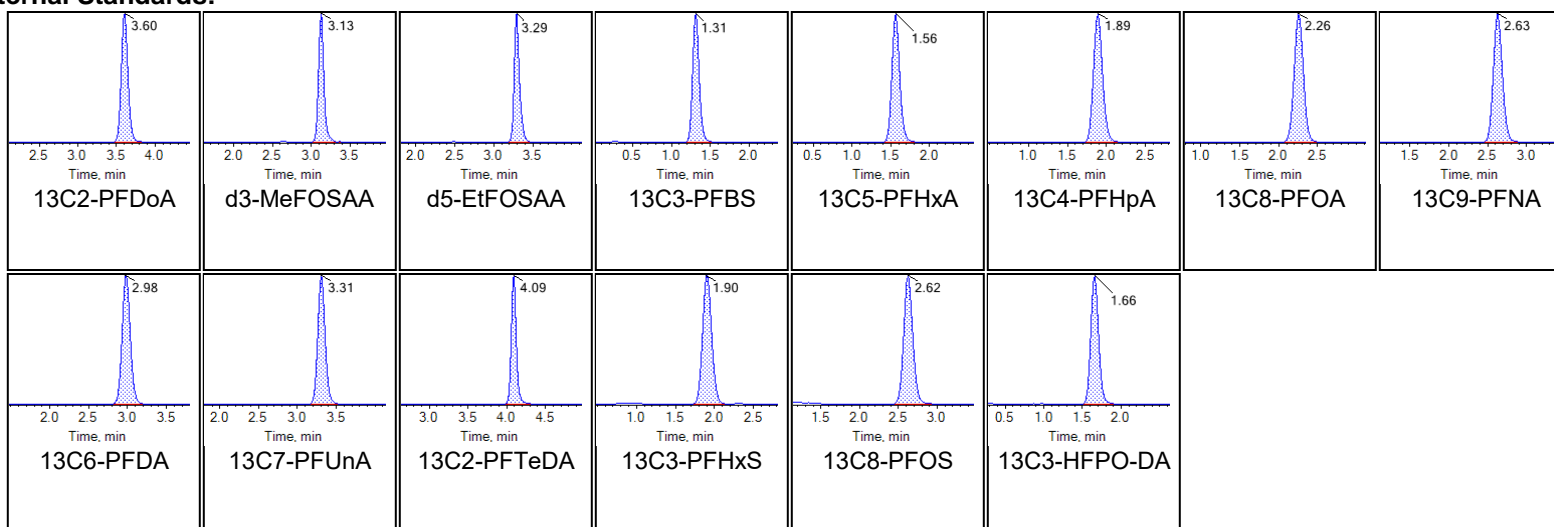 ternal Standards:
3.60
3.13
3.29
1.31
1.56
1.89
2.26
2.63
2.5 3.0 3.5 4.0
2.0 2.5 3.0 3.5
2.0 2.5 3.0 3.5
0.5 1.0 1.5 2.0
0.5 1.0 1.5 2.0
1.0 1.5 2.0 2.5
1.0 1.5 2.0 2.5
1.5 2.0 2.5 3.0
Time, min
Time, min
Time, min
Time, min
Time, min
Time, min
Time, min
Time, min
13C2-PFDoA
d3-MeFOSAA
d5-EtFOSAA
13C3-PFBS
13C5-PFHxA
13C4-PFHpA
13C8-PFOA
13C9-PFNA
2.98
3.31
4.09
1.90
2.62
1.66
2.0 2.5 3.0 3.5
2.0 2.5 3.0 3.5
3.0 3.5 4.0 4.5
1.0 1.5 2.0 2.5
1.5 2.0 2.5 3.0
0.5 1.0 1.5 2.0
Time, min
Time, min
Time, min
Time, min
Time, min
Time, min
13C6-PFDA
13C7-PFUnA
13C2-PFTeDA
13C3-PFHxS
13C8-PFOS
13C3-HFPO-DA